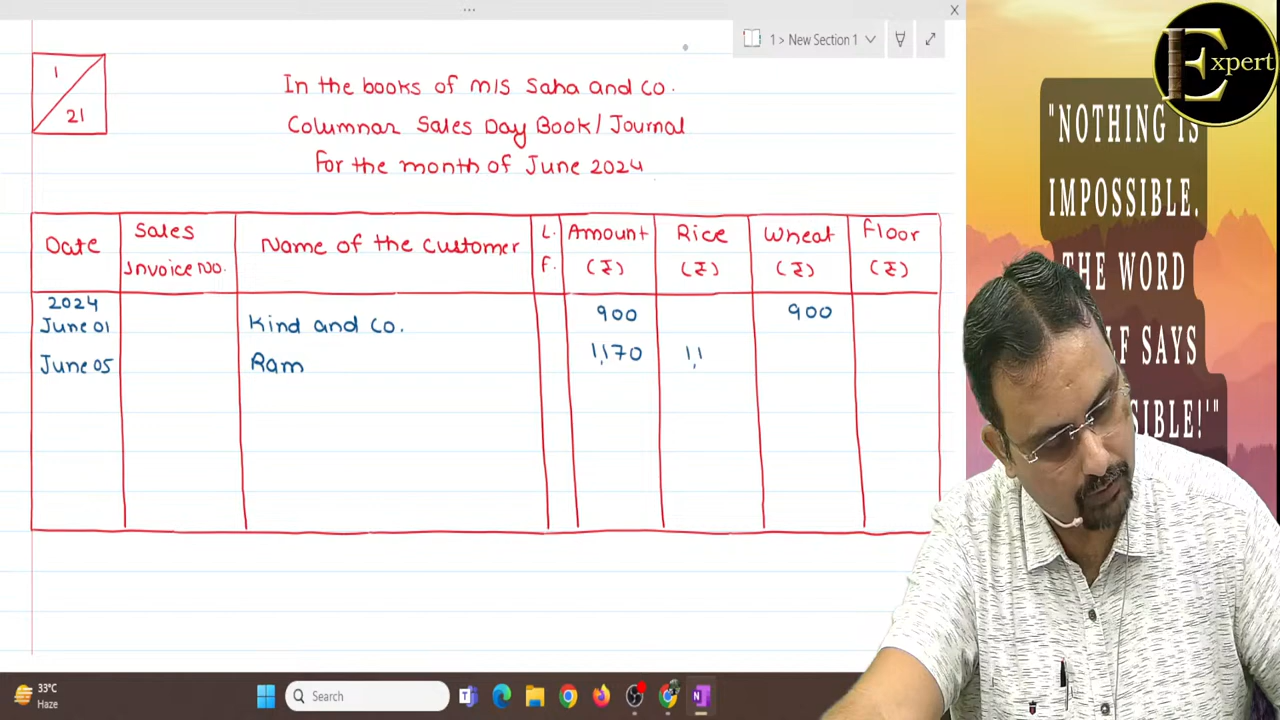 1 > New Section 1
Expert
1
21
In the books of M/S Saha and Co.
Columnar Sales Day Book / Journal
For the month of June 2024
"NOTHING IS
IMPOSSIBLE.
THE WORD
SAYS
Date
Sales
Invoice No.
Name of the Customer
L.
F.
Amount
(₹)
Rice
(₹)
Wheat
(₹)
Floor
(₹)
2024
June 01 Kind and Co. 900 900
June 05 Ram 1,170 1,1
33°C
Haze
Search